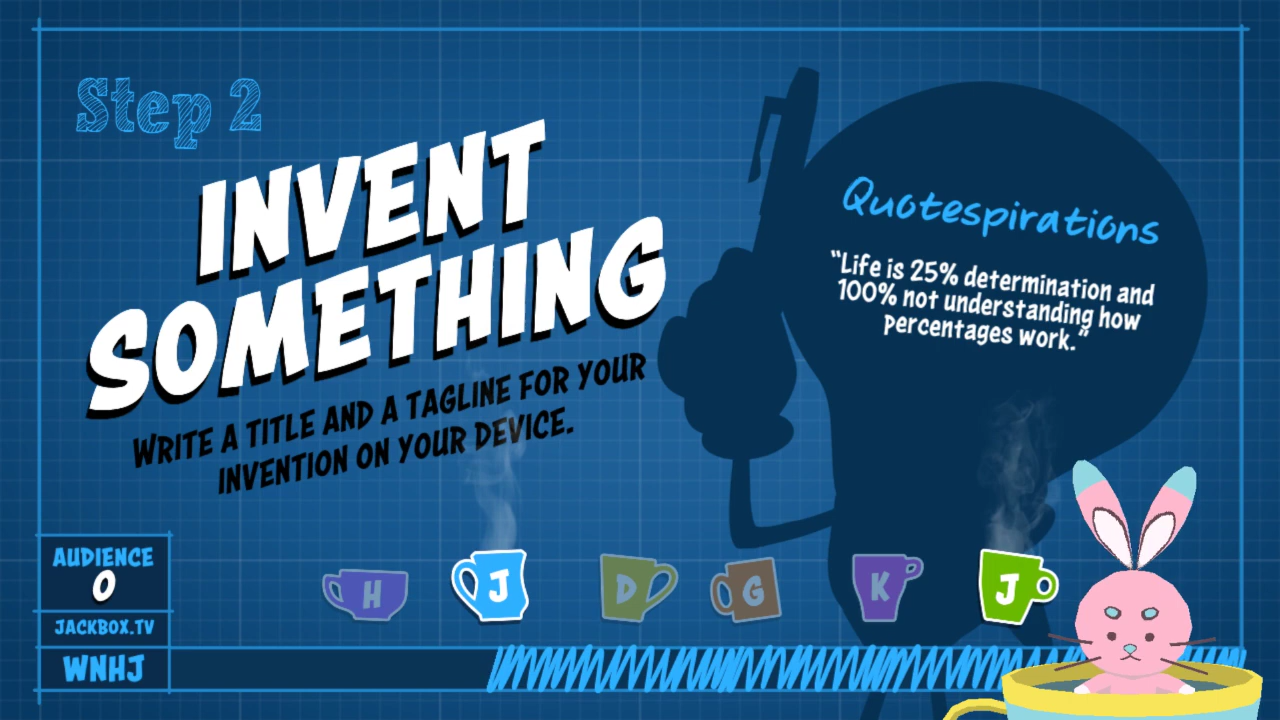 Step 2
INVENT
SOMETHING
WRITE A TITLE AND A TAGLINE FOR YOUR
INVENTION ON YOUR DEVICE.
Quotespirations
“Life is 25% determination and
100% not understanding how
percentages work.”
AUDIENCE
0
JACKBOX.TV
WNHJ
H
J
D
G
K
J